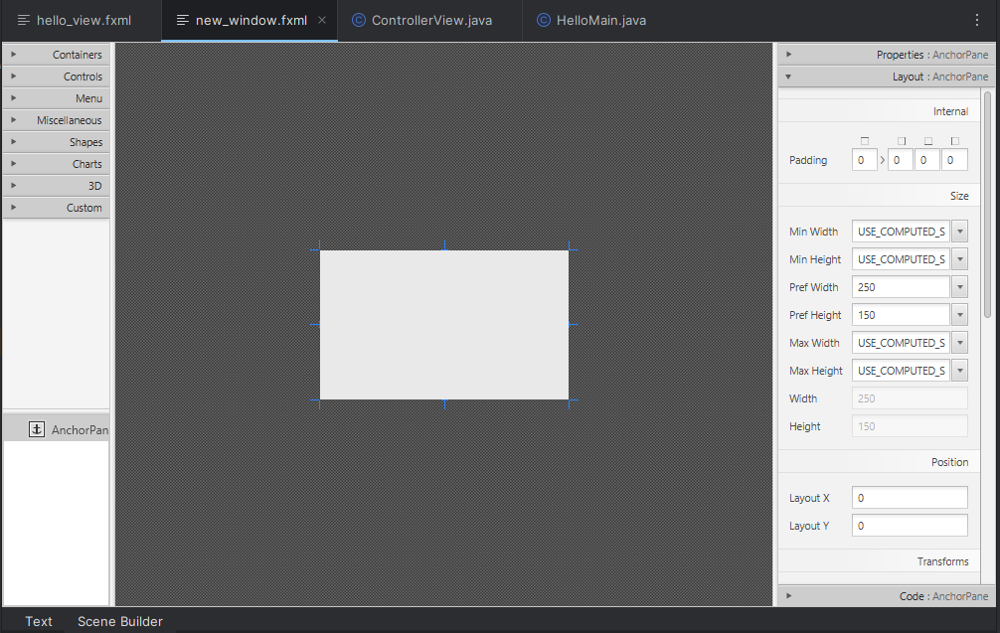 hello_view.fxml
new_window.fxml
ControllerView.java
HelloMain.java
Containers
Controls
Menu
Miscellaneous
Shapes
Charts
3D
Custom
AnchorPan
Properties : AnchorPane
Layout : AnchorPane
Internal
Padding 0 > 0 0 0
Size
Min Width USE_COMPUTED_S
Min Height USE_COMPUTED_S
Pref Width 250
Pref Height 150
Max Width USE_COMPUTED_S
Max Height USE_COMPUTED_S
Width 250
Height 150
Position
Layout X 0
Layout Y 0
Transforms
Code : AnchorPane
Text Scene Builder